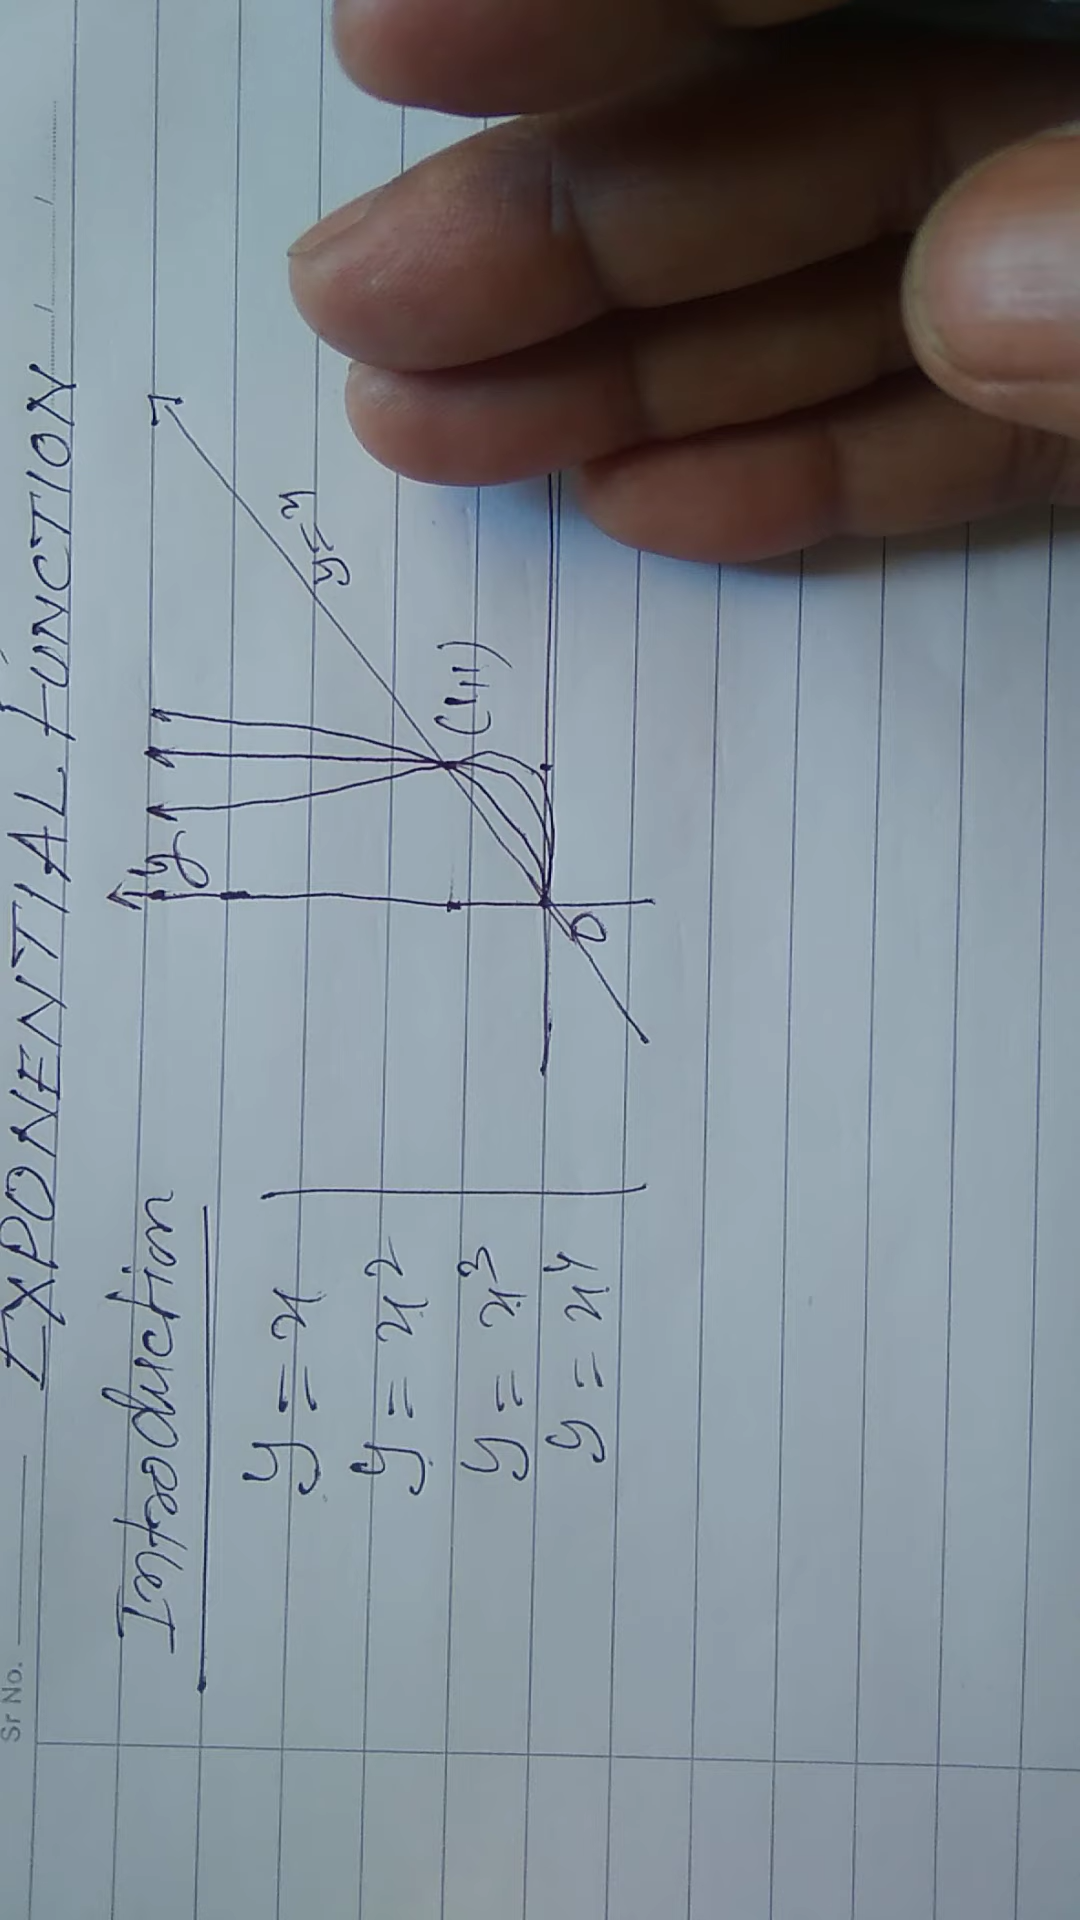 Sr No.
EXPONENTIAL FUNCTION
Introduction
y = x
y = x²
y = x³
y = x⁴
y
y = x
(1,1)
O